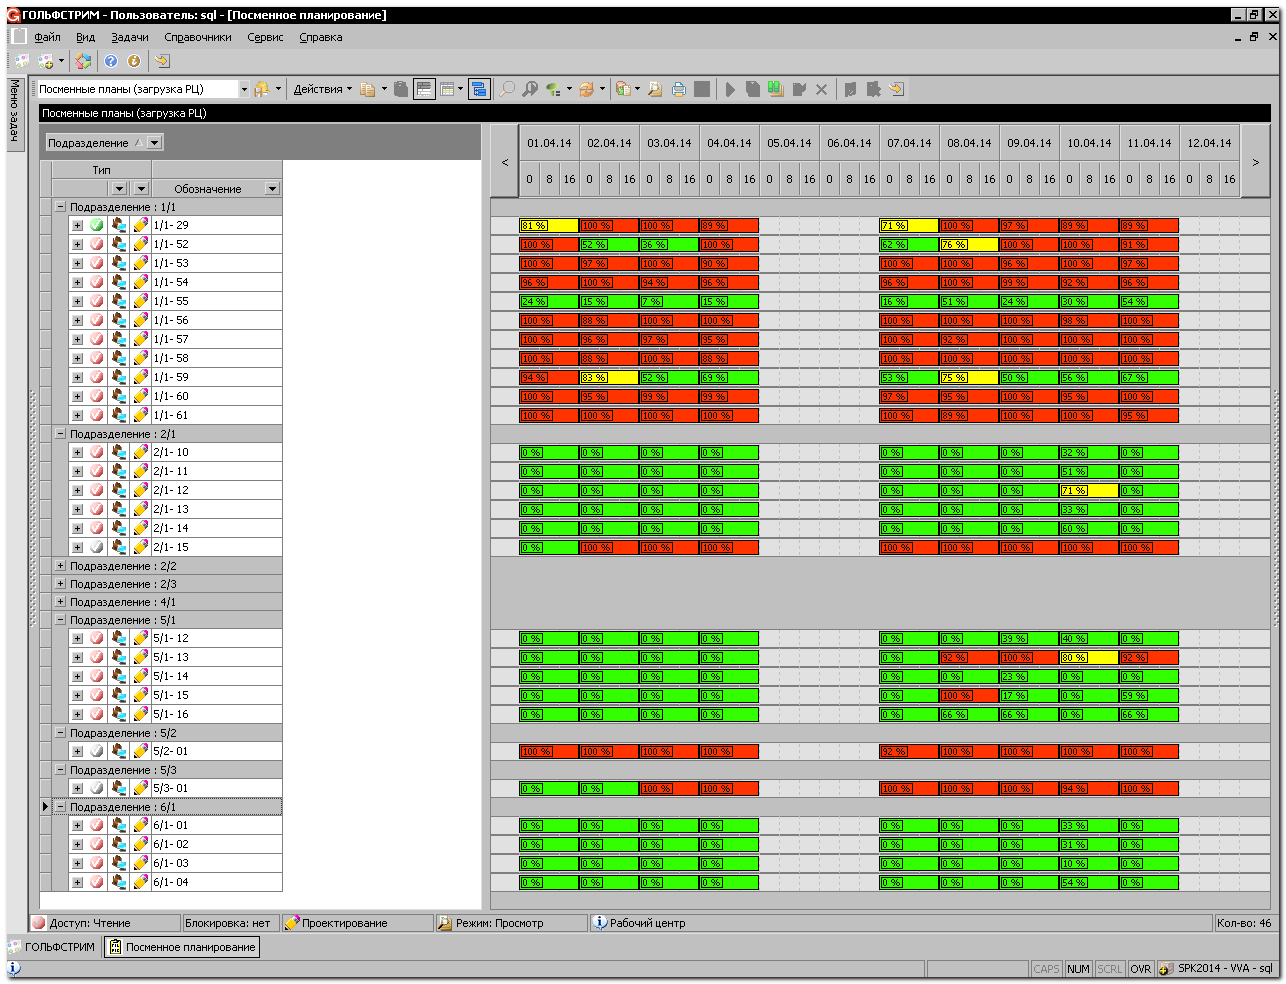 ГОЛЬФСТРИМ - Пользователь: sql - [Посменное планирование]
Файл Вид Задачи Справочники Сервис Справка
Меню задач
Посменные планы (загрузка РЦ) Действия
Посменные планы (загрузка РЦ)
Подразделение
< 01.04.14 02.04.14 03.04.14 04.04.14 05.04.14 06.04.14 07.04.14 08.04.14 09.04.14 10.04.14 11.04.14 12.04.14 >
Тип
Обозначение
0 8 16 0 8 16 0 8 16 0 8 16 0 8 16 0 8 16 0 8 16 0 8 16 0 8 16 0 8 16 0 8 16 0 8 16
Подразделение : 1/1
1/1- 29 81 % 100 % 100 % 89 % 71 % 100 % 97 % 89 % 89 %
1/1- 52 100 % 52 % 36 % 100 % 62 % 76 % 100 % 100 % 91 %
1/1- 53 100 % 97 % 100 % 90 % 100 % 100 % 96 % 100 % 97 %
1/1- 54 96 % 100 % 94 % 96 % 96 % 100 % 99 % 92 % 96 %
1/1- 55 24 % 15 % 7 % 15 % 16 % 51 % 24 % 30 % 54 %
1/1- 56 100 % 88 % 100 % 100 % 100 % 100 % 100 % 98 % 100 %
1/1- 57 100 % 96 % 97 % 95 % 100 % 92 % 100 % 100 % 100 %
1/1- 58 100 % 88 % 100 % 88 % 100 % 100 % 100 % 100 % 100 %
1/1- 59 94 % 83 % 52 % 69 % 53 % 75 % 50 % 56 % 67 %
1/1- 60 100 % 95 % 99 % 99 % 97 % 95 % 100 % 95 % 100 %
1/1- 61 100 % 100 % 100 % 100 % 100 % 89 % 100 % 100 % 95 %
Подразделение : 2/1
2/1- 10 0 % 0 % 0 % 0 % 0 % 0 % 0 % 32 % 0 %
2/1- 11 0 % 0 % 0 % 0 % 0 % 0 % 0 % 51 % 0 %
2/1- 12 0 % 0 % 0 % 0 % 0 % 0 % 0 % 71 % 0 %
2/1- 13 0 % 0 % 0 % 0 % 0 % 0 % 0 % 33 % 0 %
2/1- 14 0 % 0 % 0 % 0 % 0 % 0 % 0 % 60 % 0 %
2/1- 15 0 % 100 % 100 % 100 % 100 % 100 % 100 % 100 % 100 %
Подразделение : 2/2
Подразделение : 2/3
Подразделение : 4/1
Подразделение : 5/1
5/1- 12 0 % 0 % 0 % 0 % 0 % 0 % 39 % 40 % 0 %
5/1- 13 0 % 0 % 0 % 0 % 0 % 92 % 100 % 80 % 92 %
5/1- 14 0 % 0 % 0 % 0 % 0 % 0 % 23 % 0 % 0 %
5/1- 15 0 % 0 % 0 % 0 % 0 % 100 % 17 % 0 % 59 %
5/1- 16 0 % 0 % 0 % 0 % 0 % 66 % 66 % 0 % 66 %
Подразделение : 5/2
5/2- 01 100 % 100 % 100 % 100 % 92 % 100 % 100 % 100 % 100 %
Подразделение : 5/3
5/3- 01 0 % 0 % 100 % 100 % 100 % 100 % 100 % 94 % 100 %
Подразделение : 6/1
6/1- 01 0 % 0 % 0 % 0 % 0 % 0 % 0 % 33 % 0 %
6/1- 02 0 % 0 % 0 % 0 % 0 % 0 % 0 % 31 % 0 %
6/1- 03 0 % 0 % 0 % 0 % 0 % 0 % 0 % 10 % 0 %
6/1- 04 0 % 0 % 0 % 0 % 0 % 0 % 0 % 54 % 0 %
Доступ: Чтение Блокировка: нет Проектирование Режим: Просмотр Рабочий центр Кол-во: 46
ГОЛЬФСТРИМ Посменное планирование
CAPS NUM SCRL OVR SPK2014 - VVA - sql